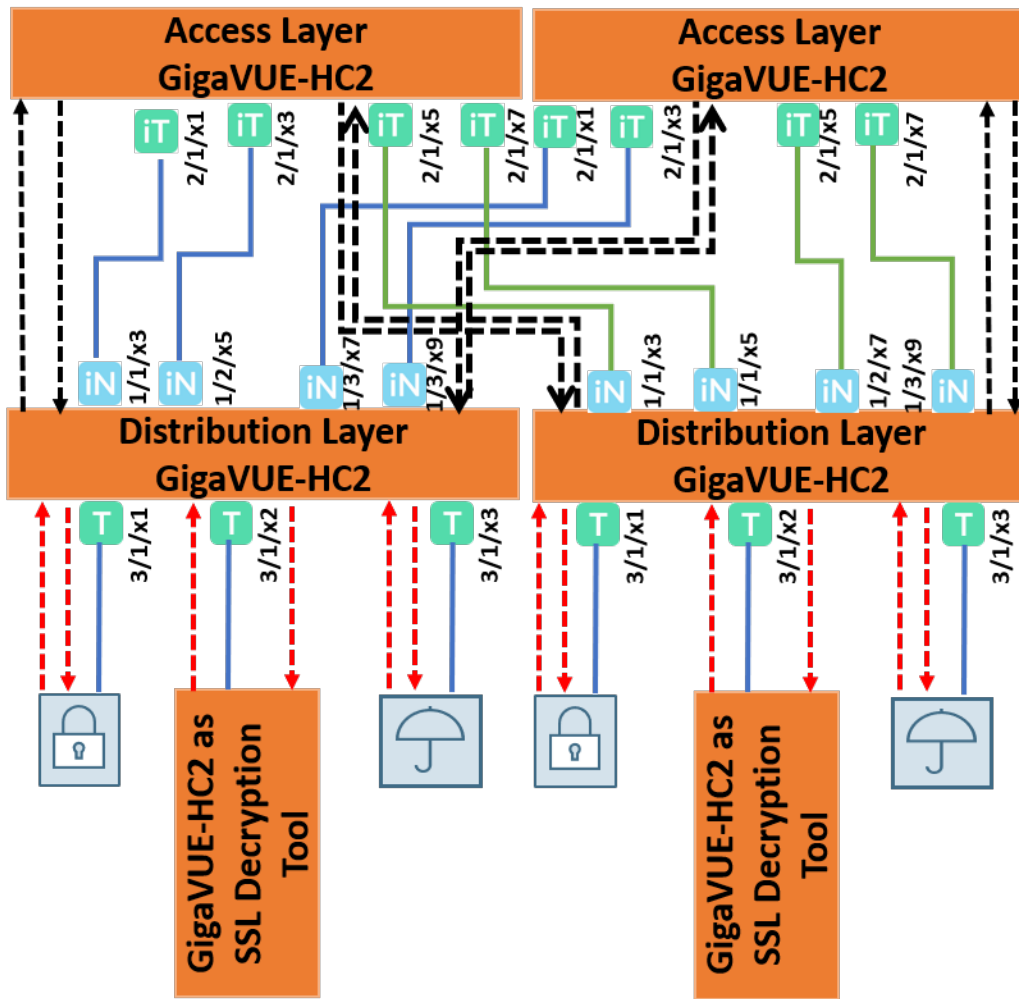 Access Layer
GigaVUE-HC2
Access Layer
GigaVUE-HC2
iT
2/1/x1
iT
2/1/x3
iT
2/1/x5
iT
2/1/x7
iT
2/1/x1
iT
2/1/x3
iT
2/1/x5
iT
2/1/x7
iN
1/1/x3
iN
1/2/x5
iN
1/3/x7
iN
1/3/x9
iN
1/1/x3
iN
1/1/x5
iN
1/2/x7
1/3/x9
iN
Distribution Layer
GigaVUE-HC2
Distribution Layer
GigaVUE-HC2
T
3/1/x1
T
3/1/x2
T
3/1/x3
T
3/1/x1
T
3/1/x2
T
3/1/x3
GigaVUE-HC2 as
SSL Decryption
Tool
GigaVUE-HC2 as
SSL Decryption
Tool